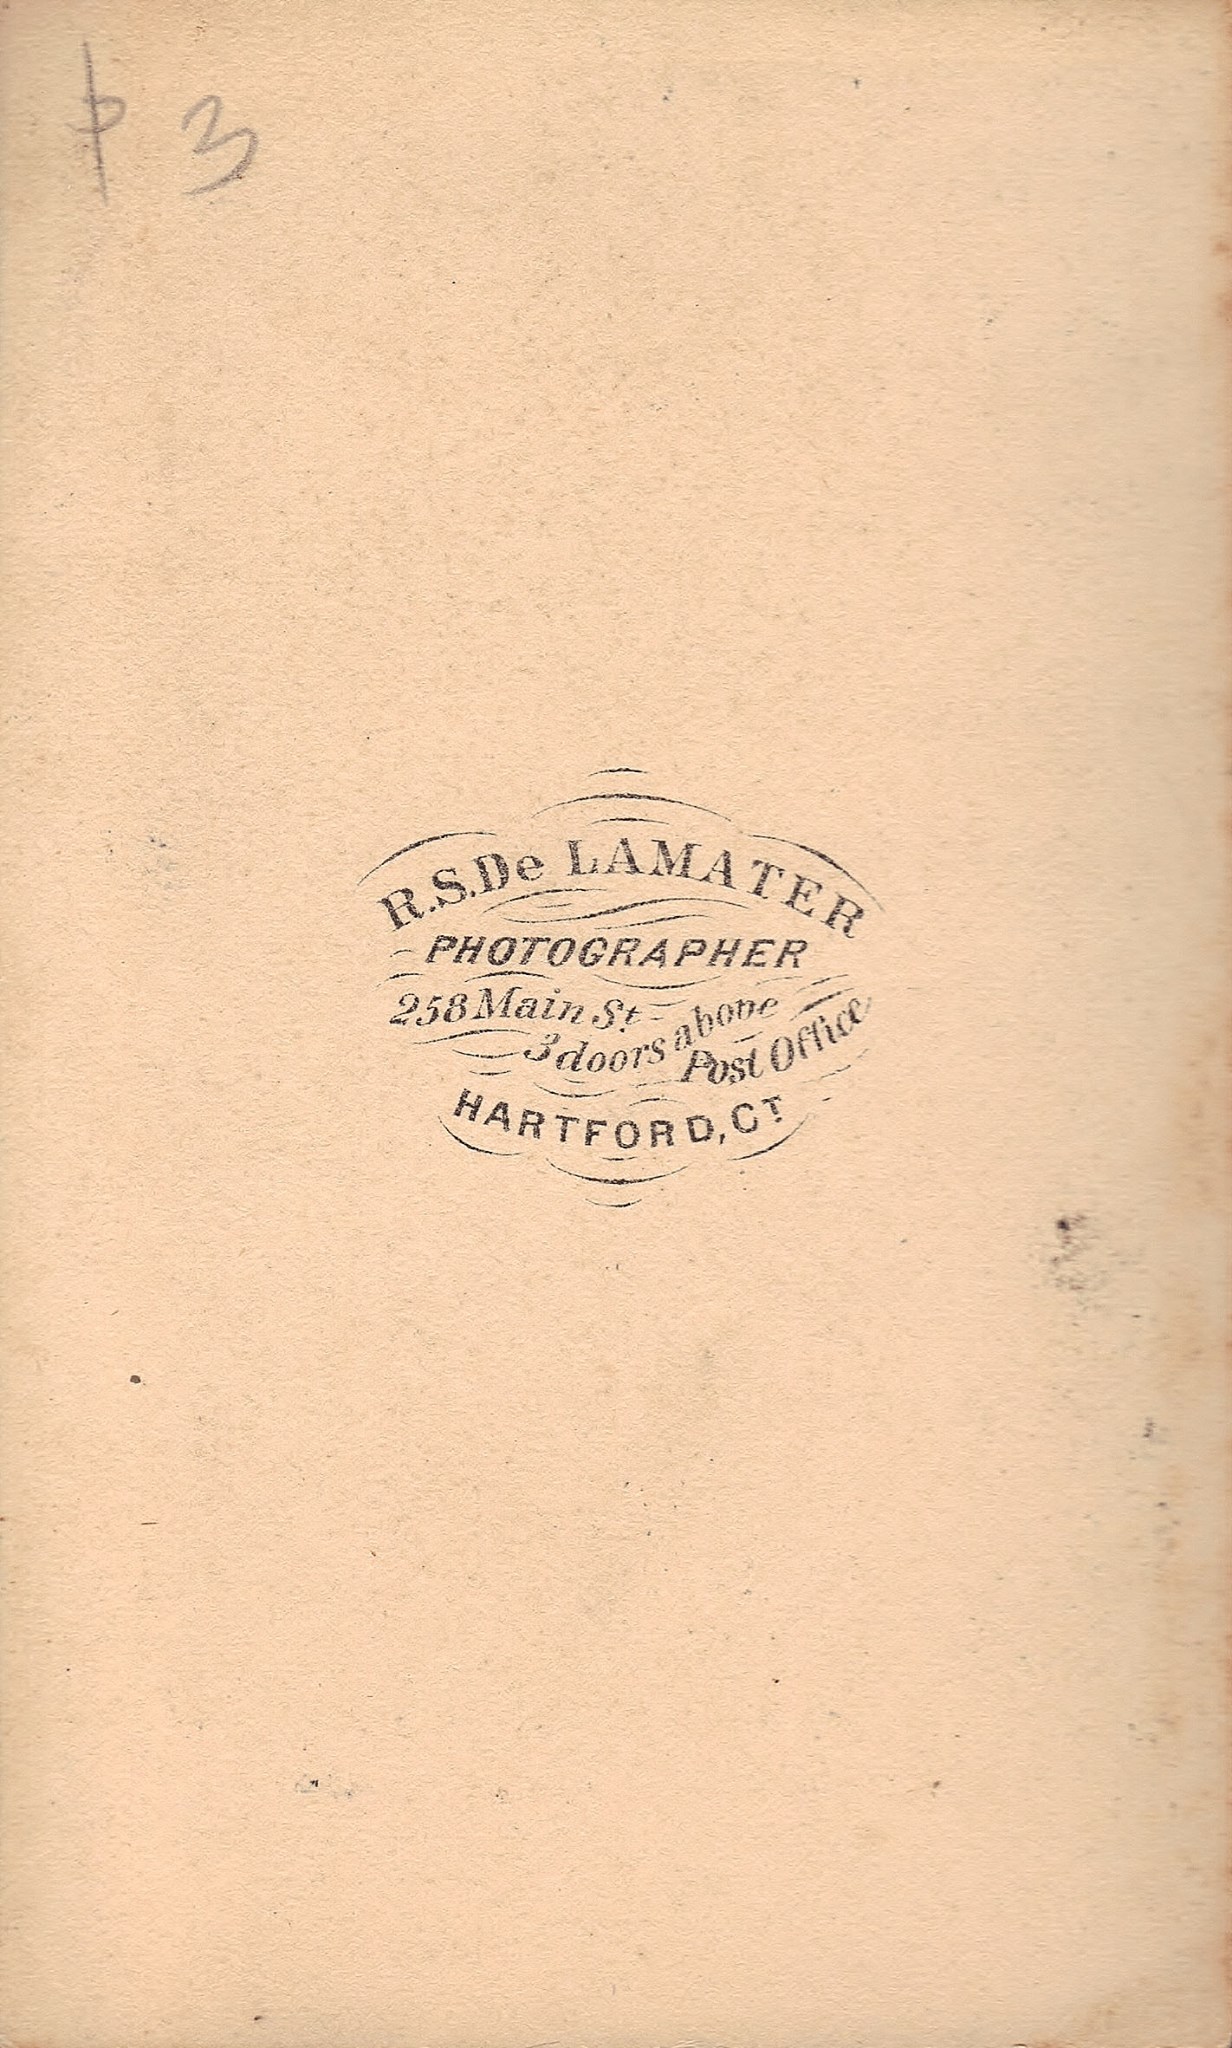 P 3
R.S.De LAMATER
PHOTOGRAPHER
258 Main St.
3 doors above
Post Office
HARTFORD, CT